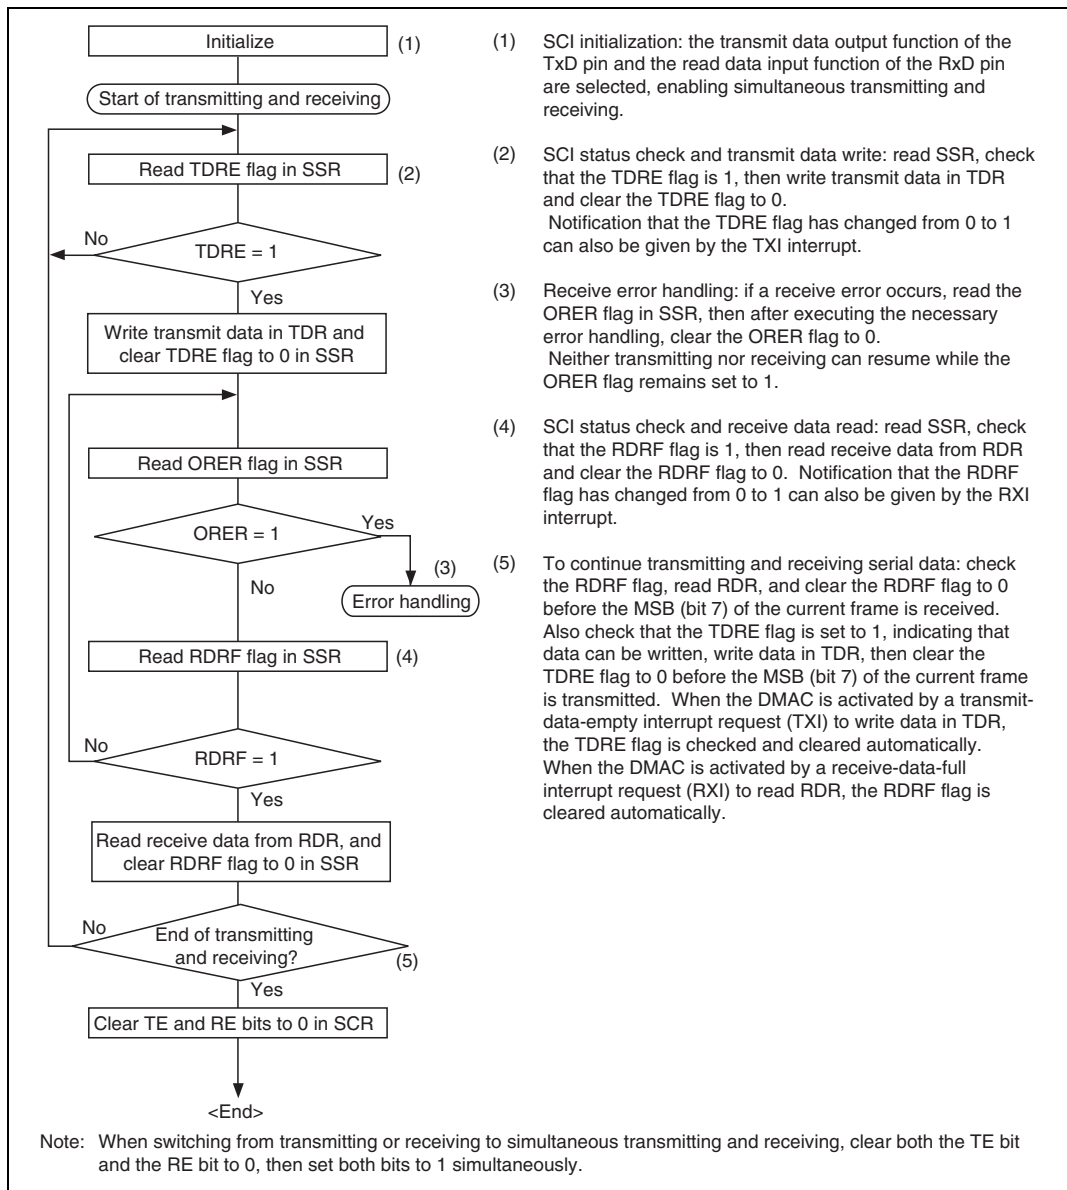 Initialize
(1)
Start of transmitting and receiving
Read TDRE flag in SSR
(2)
No
TDRE = 1
Yes
Write transmit data in TDR and
clear TDRE flag to 0 in SSR
Read ORER flag in SSR
Yes
ORER = 1
(3)
No
Error handling
Read RDRF flag in SSR
(4)
No
RDRF = 1
Yes
Read receive data from RDR, and
clear RDRF flag to 0 in SSR
No
End of transmitting
and receiving?
(5)
Yes
Clear TE and RE bits to 0 in SCR
<End>
(1) SCI initialization: the transmit data output function of the
TxD pin and the read data input function of the RxD pin
are selected, enabling simultaneous transmitting and
receiving.
(2) SCI status check and transmit data write: read SSR, check
that the TDRE flag is 1, then write transmit data in TDR
and clear the TDRE flag to 0.
Notification that the TDRE flag has changed from 0 to 1
can also be given by the TXI interrupt.
(3) Receive error handling: if a receive error occurs, read the
ORER flag in SSR, then after executing the necessary
error handling, clear the ORER flag to 0.
Neither transmitting nor receiving can resume while the
ORER flag remains set to 1.
(4) SCI status check and receive data read: read SSR, check
that the RDRF flag is 1, then read receive data from RDR
and clear the RDRF flag to 0.  Notification that the RDRF
flag has changed from 0 to 1 can also be given by the RXI
interrupt.
(5) To continue transmitting and receiving serial data: check
the RDRF flag, read RDR, and clear the RDRF flag to 0
before the MSB (bit 7) of the current frame is received.
Also check that the TDRE flag is set to 1, indicating that
data can be written, write data in TDR, then clear the
TDRE flag to 0 before the MSB (bit 7) of the current frame
is transmitted.  When the DMAC is activated by a transmit-
data-empty interrupt request (TXI) to write data in TDR,
the TDRE flag is checked and cleared automatically.
When the DMAC is activated by a receive-data-full
interrupt request (RXI) to read RDR, the RDRF flag is
cleared automatically.
Note: When switching from transmitting or receiving to simultaneous transmitting and receiving, clear both the TE bit
and the RE bit to 0, then set both bits to 1 simultaneously.